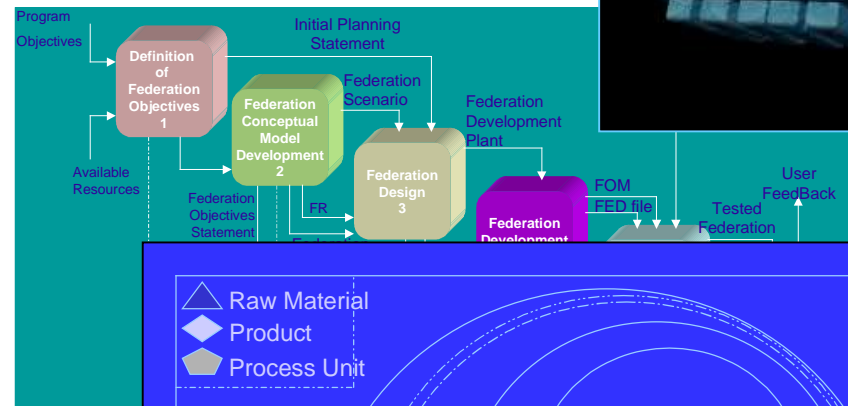 Program
Objectives
Initial Planning
Statement
Definition
of
Federation
Objectives
1
Federation
Scenario
Federation
Conceptual
Model
Development
2
Federation
Development
Plant
Available
Resources
Federation
Design
3
User
FeedBack
Federation
Objectives
Statement
FR
FOM
FED file
Tested
Federation
Federation
Development
Raw Material
Product
Process Unit